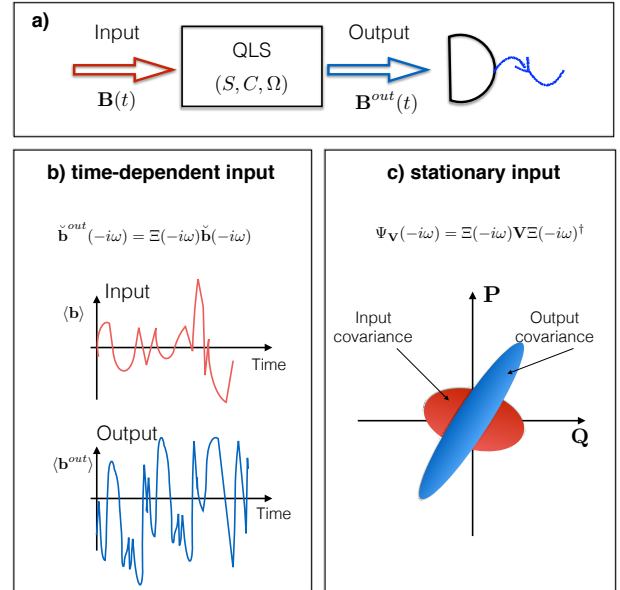 a)
Input
QLS
Output
(S, C, Ω)
B(t)
B^{out}(t)
b) time-dependent input
b̆^{out}(−iω) = Ξ(−iω)b̆(−iω)
Input
⟨b⟩
Time
Output
⟨b^{out}⟩
Time
c) stationary input
Ψ_V(−iω) = Ξ(−iω)VΞ(−iω)^†
P
Input
covariance
Output
covariance
Q